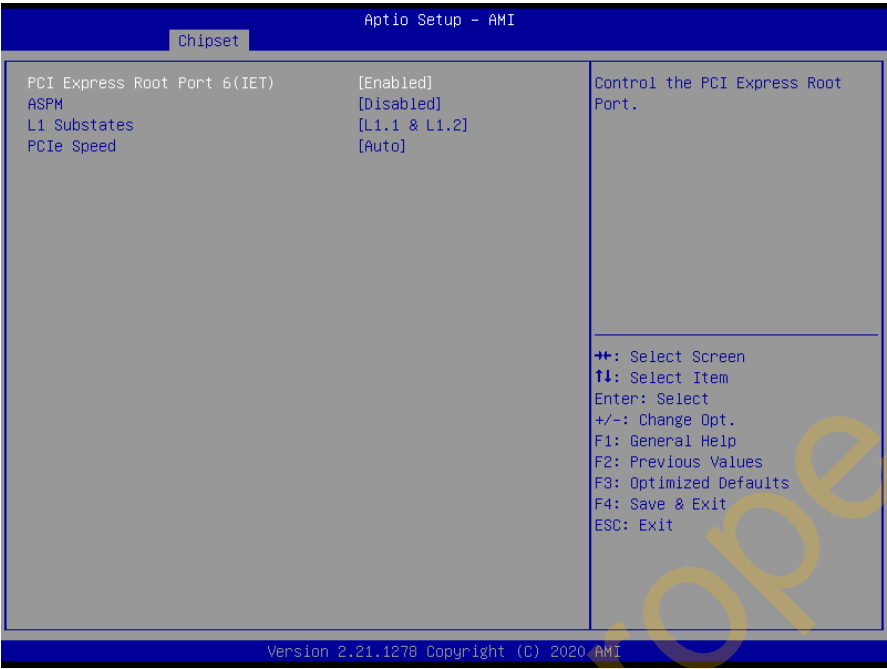 Aptio Setup – AMI
Chipset
PCI Express Root Port 6(IET) [Enabled]
ASPM [Disabled]
L1 Substates [L1.1 & L1.2]
PCIe Speed [Auto]
Control the PCI Express Root
Port.
→←: Select Screen
↑↓: Select Item
Enter: Select
+/-: Change Opt.
F1: General Help
F2: Previous Values
F3: Optimized Defaults
F4: Save & Exit
ESC: Exit
Version 2.21.1278 Copyright (C) 2020 AMI
rope